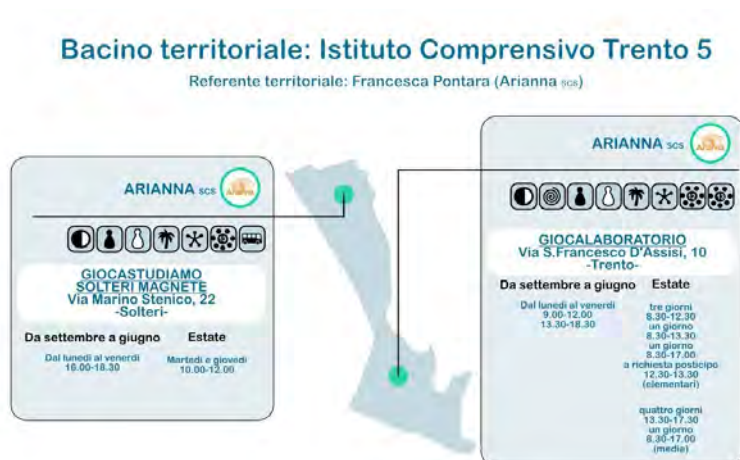 Bacino territoriale: Istituto Comprensivo Trento 5
Referente territoriale: Francesca Pontara (Arianna scs)
ARIANNA scs
GIOCASTUDIAMO
SOLTERI MAGNETE
Via Marino Stenico, 22
-Solteri-
Da settembre a giugno
Dal lunedì al venerdì
16.00-18.30
Estate
Martedì e giovedì
10.00-12.00
ARIANNA scs
GIOCALABORATORIO
Via S.Francesco D'Assisi, 10
-Trento-
Da settembre a giugno
Dal lunedì al venerdì
9.00-12.00
13.30-18.30
Estate
tre giorni
8.30-12.30
un giorno
8.30-13.30
un giorno
8.30-17.00
a richiesta posticipo
12.30-13.30
(elementari)
quattro giorni
13.30-17.30
un giorno
8.30-17.00
(medie)